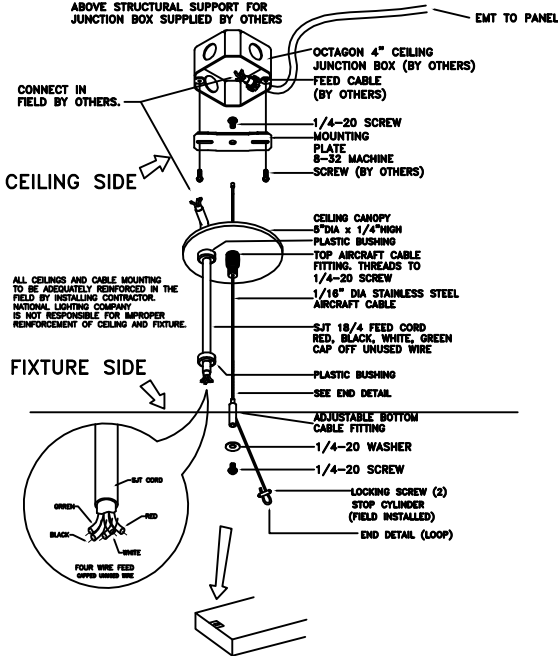 ABOVE STRUCTURAL SUPPORT FOR
JUNCTION BOX SUPPLIED BY OTHERS
EMT TO PANEL
OCTAGON 4" CEILING
JUNCTION BOX (BY OTHERS)
FEED CABLE
(BY OTHERS)
CONNECT IN
FIELD BY OTHERS.
1/4-20 SCREW
MOUNTING
PLATE
8-32 MACHINE
SCREW (BY OTHERS)
CEILING SIDE
CEILING CANOPY
5"DIA x 1/4"HIGH
PLASTIC BUSHING
TOP AIRCRAFT CABLE
FITTING. THREADS TO
1/4-20 SCREW
1/16" DIA STAINLESS STEEL
AIRCRAFT CABLE
ALL CEILINGS AND CABLE MOUNTING
TO BE ADEQUATELY REINFORCED IN THE
FIELD BY INSTALLING CONTRACTOR.
NATIONAL LIGHTING COMPANY
IS NOT RESPONSIBLE FOR IMPROPER
REINFORCEMENT OF CEILING AND FIXTURE.
SJT 18/4 FEED CORD
RED, BLACK, WHITE, GREEN
CAP OFF UNUSED WIRE
FIXTURE SIDE
PLASTIC BUSHING
SEE END DETAIL
ADJUSTABLE BOTTOM
CABLE FITTING
1/4-20 WASHER
1/4-20 SCREW
LOCKING SCREW (2)
STOP CYLINDER
(FIELD INSTALLED)
END DETAIL (LOOP)
SJT CORD
GRREN
RED
BLACK
WHITE
FOUR WIRE FEED
CAPPED UNUSED WIRE